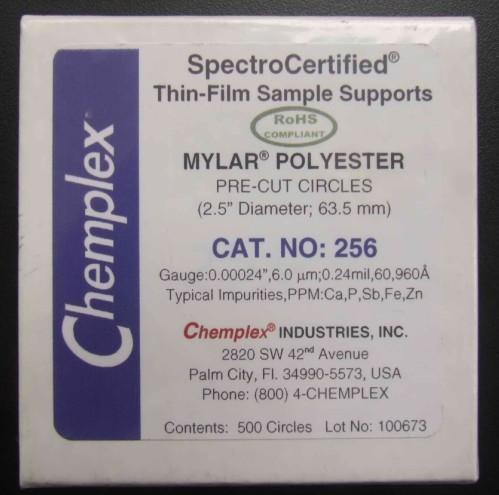 Chemplex®
SpectroCertified®
Thin-Film Sample Supports
RoHS
COMPLIANT
MYLAR® POLYESTER
PRE-CUT CIRCLES
(2.5" Diameter; 63.5 mm)
CAT. NO: 256
Gauge:0.00024",6.0 µm;0.24mil,60,960Å
Typical Impurities,PPM:Ca,P,Sb,Fe,Zn
Chemplex® INDUSTRIES, INC.
2820 SW 42nd Avenue
Palm City, Fl. 34990-5573, USA
Phone: (800) 4-CHEMPLEX
Contents: 500 Circles Lot No: 100673